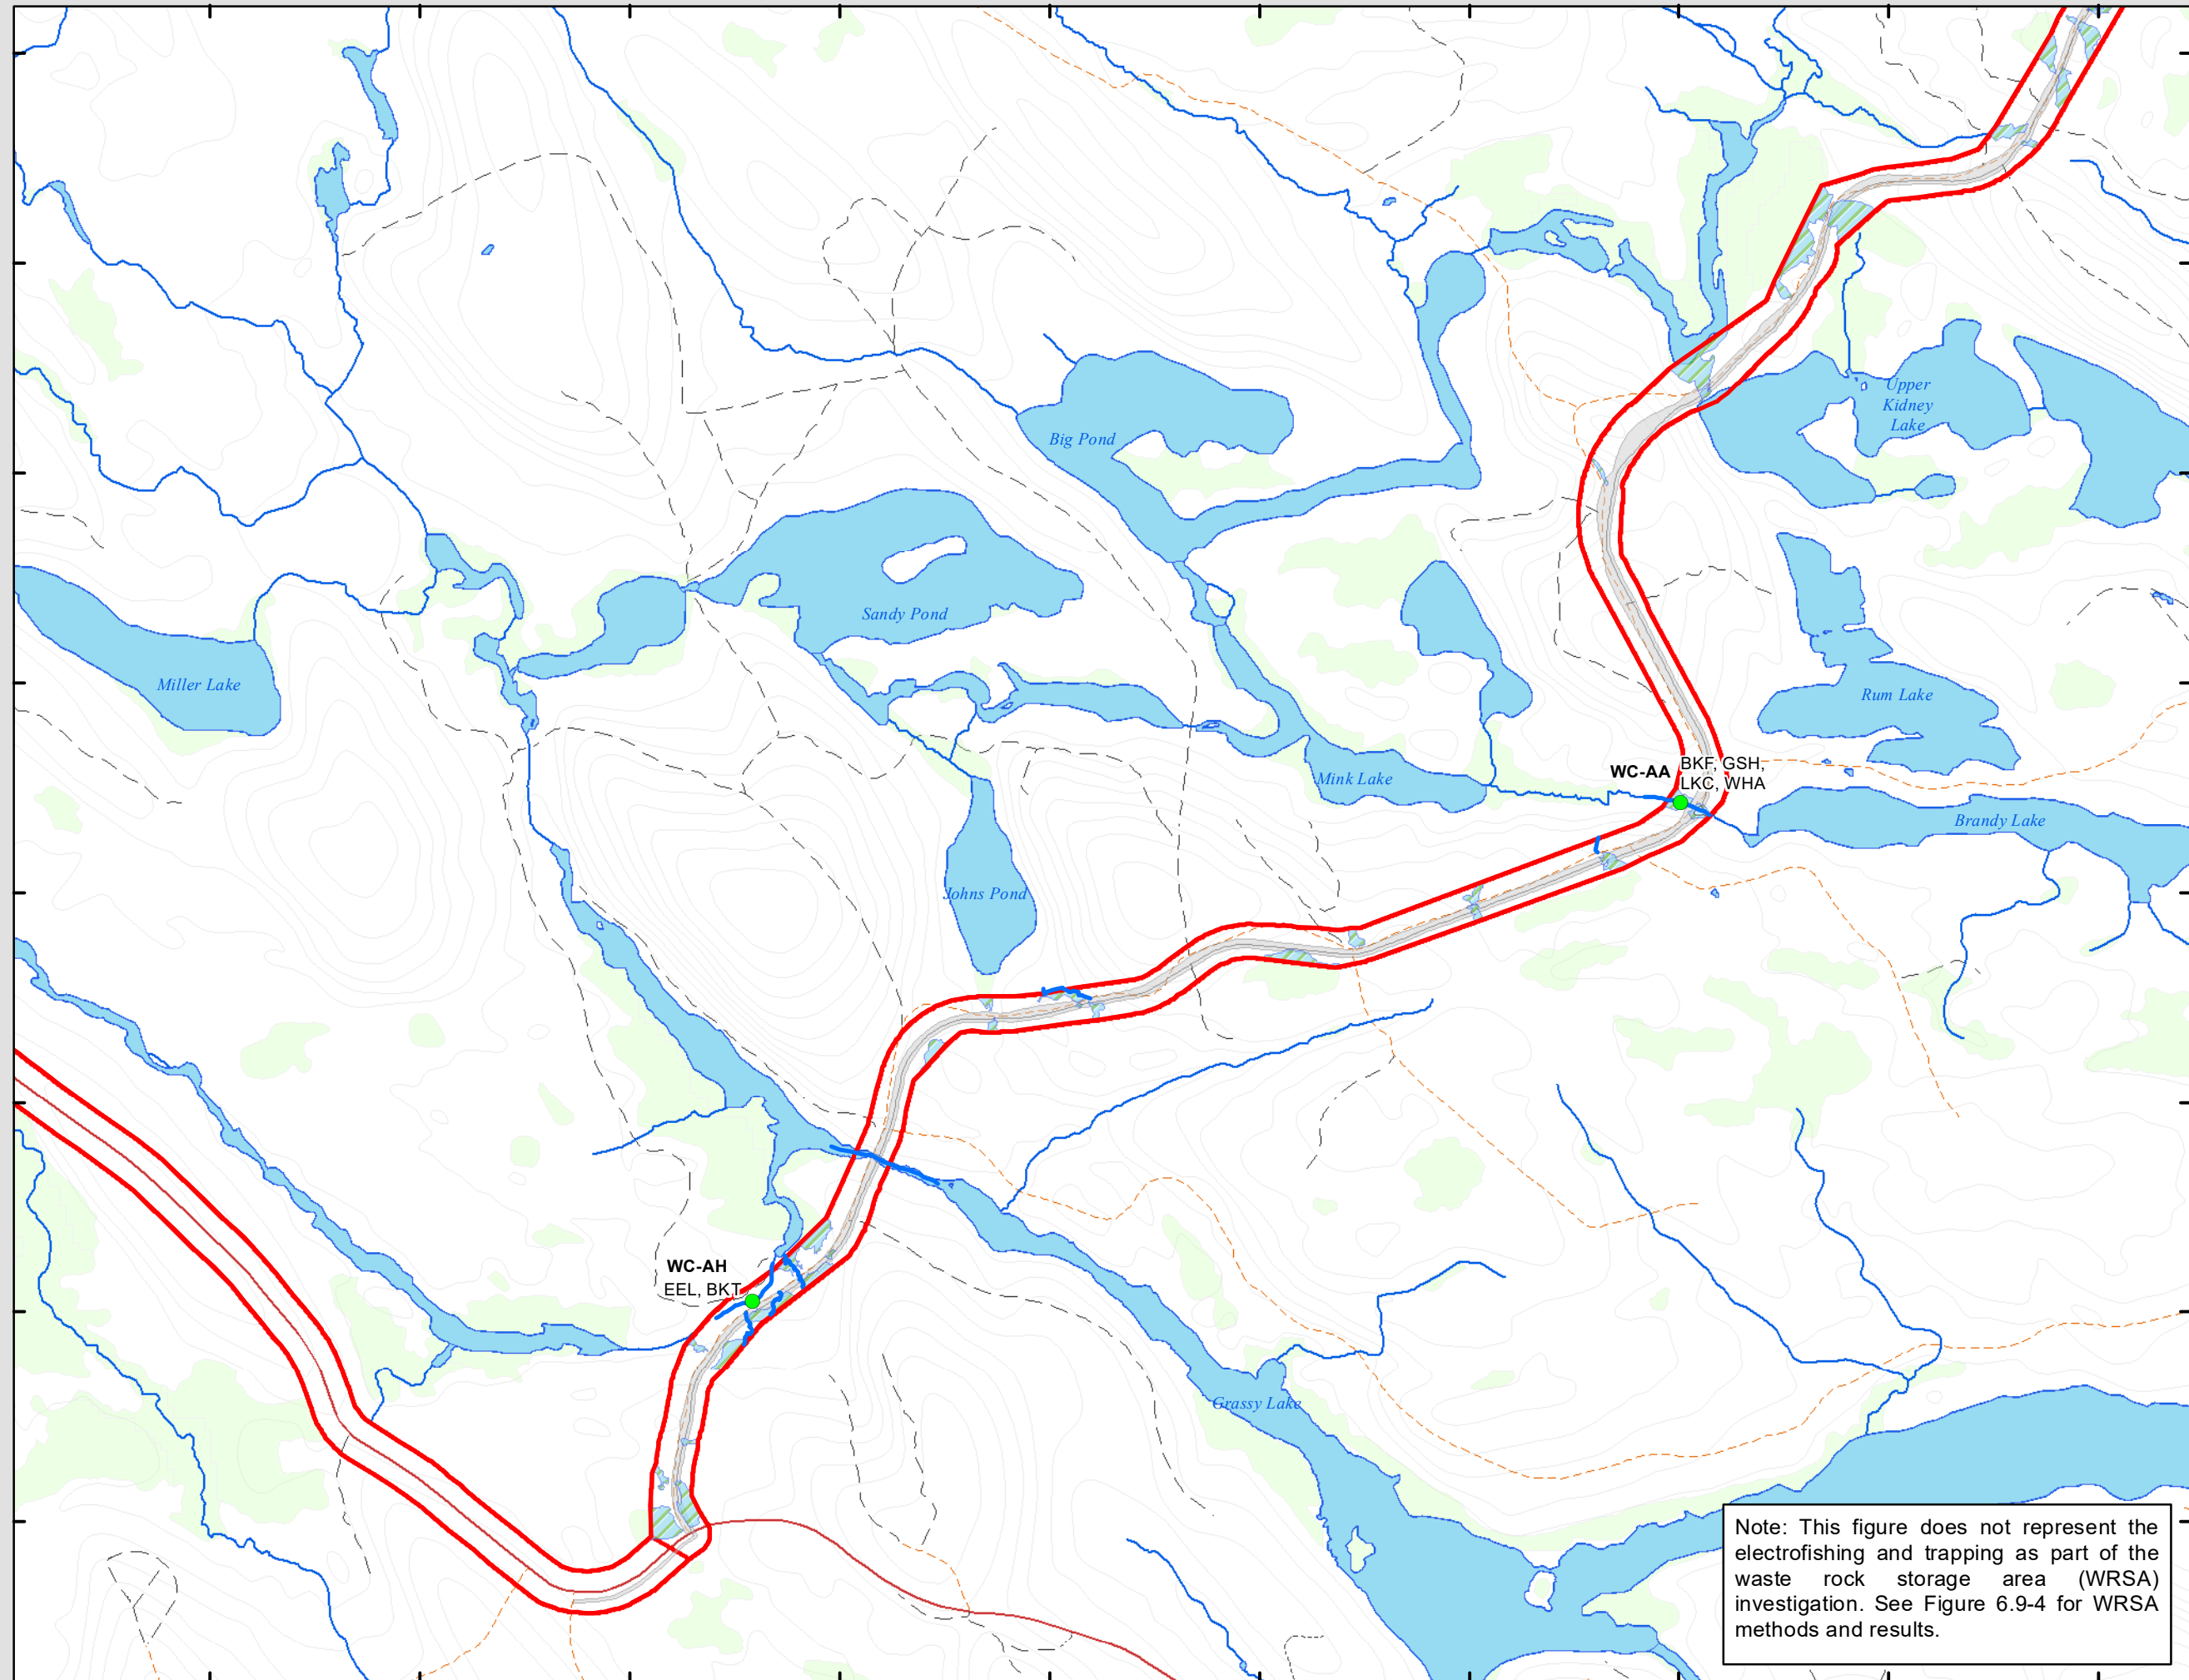 Upper
Kidney
Lake
Big Pond
Sandy Pond
Miller Lake
Rum Lake
Mink Lake
WC-AA
BKF, GSH,
LKC, WHA
Brandy Lake
Johns Pond
WC-AH
EEL, BKT
Grassy Lake
Note: This figure does not represent the
electrofishing and trapping as part of the
waste rock storage area (WRSA)
investigation. See Figure 6.9-4 for WRSA
methods and results.